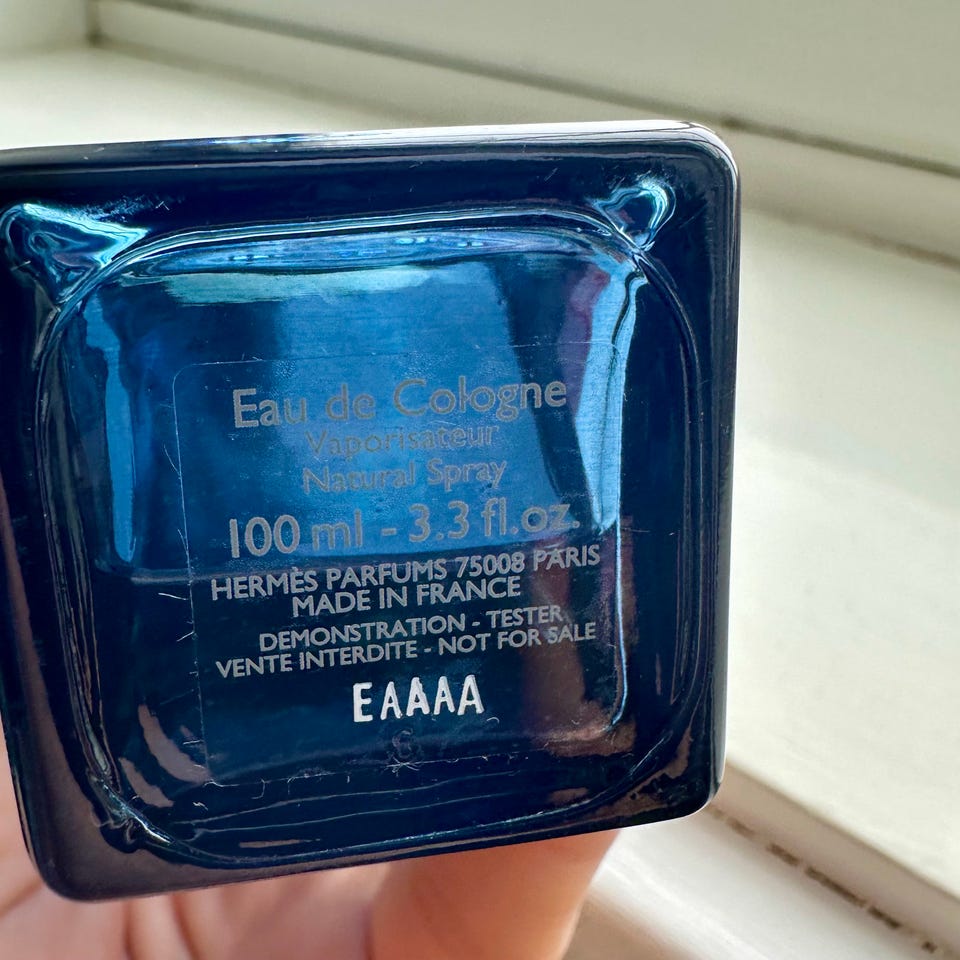 Eau de Cologne
Vaporisateur
Natural Spray
100 ml - 3.3 fl.oz.
HERMÈS PARFUMS 75008 PARIS
MADE IN FRANCE
DEMONSTRATION - TESTER
VENTE INTERDITE - NOT FOR SALE
EAAAA